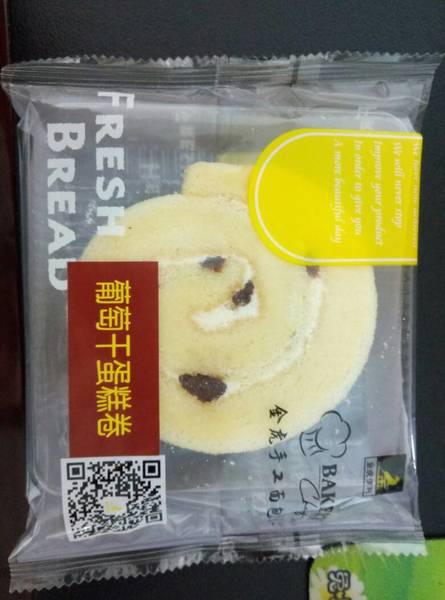 FRESH
BREAD
We will never stop
Improve your product
In order to give you
A more beautiful day
葡萄干蛋糕卷
BAK
金虎手工面包